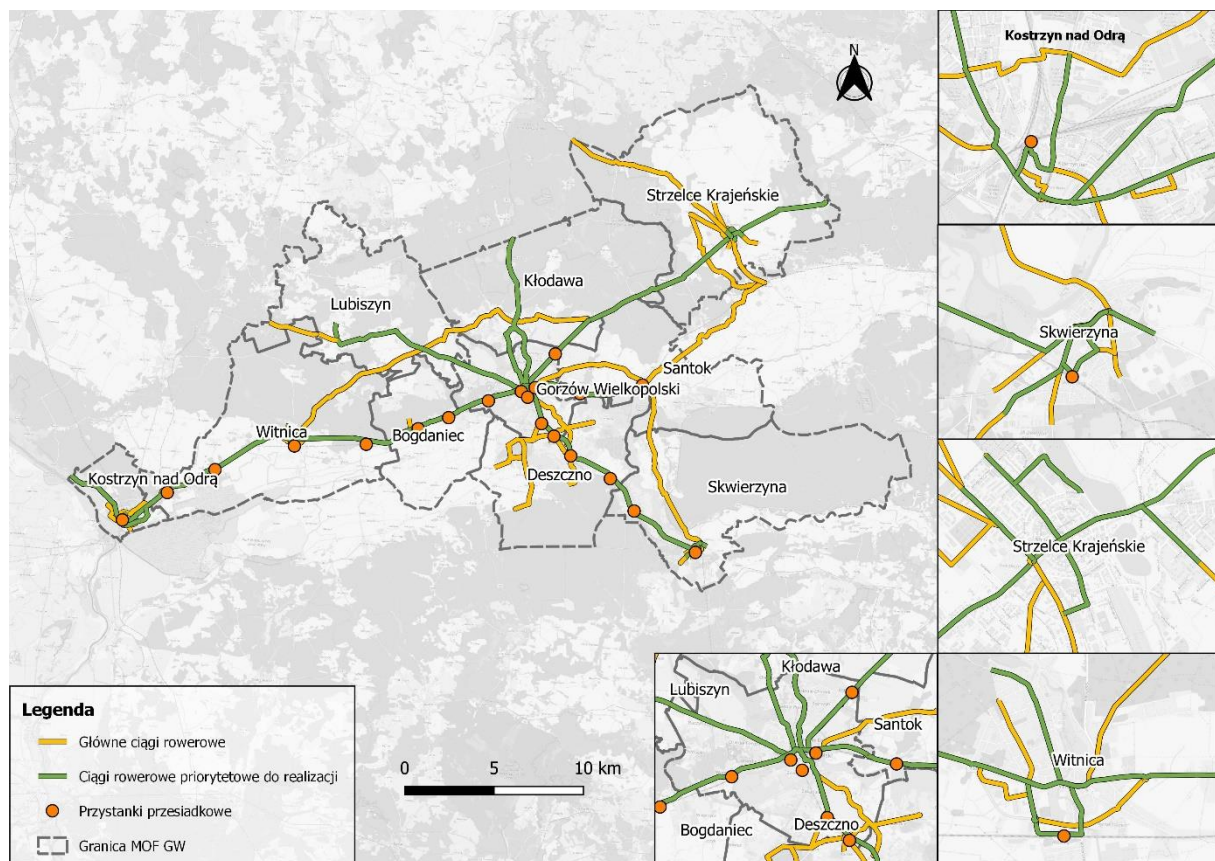 N
Strzelce Krajeńskie
Kłodawa
Lubiszyn
Santok
Gorzów Wielkopolski
Witnica
Bogdaniec
Deszczno
Kostrzyn nad Odrą
Skwierzyna
Legenda
Główne ciągi rowerowe
Ciągi rowerowe priorytetowe do realizacji
Przystanki przesiadkowe
Granica MOF GW
0 5 10 km
Kłodawa
Lubiszyn
Santok
Bogdaniec
Deszczno
Kostrzyn nad Odrą
Skwierzyna
Strzelce Krajeńskie
Witnica